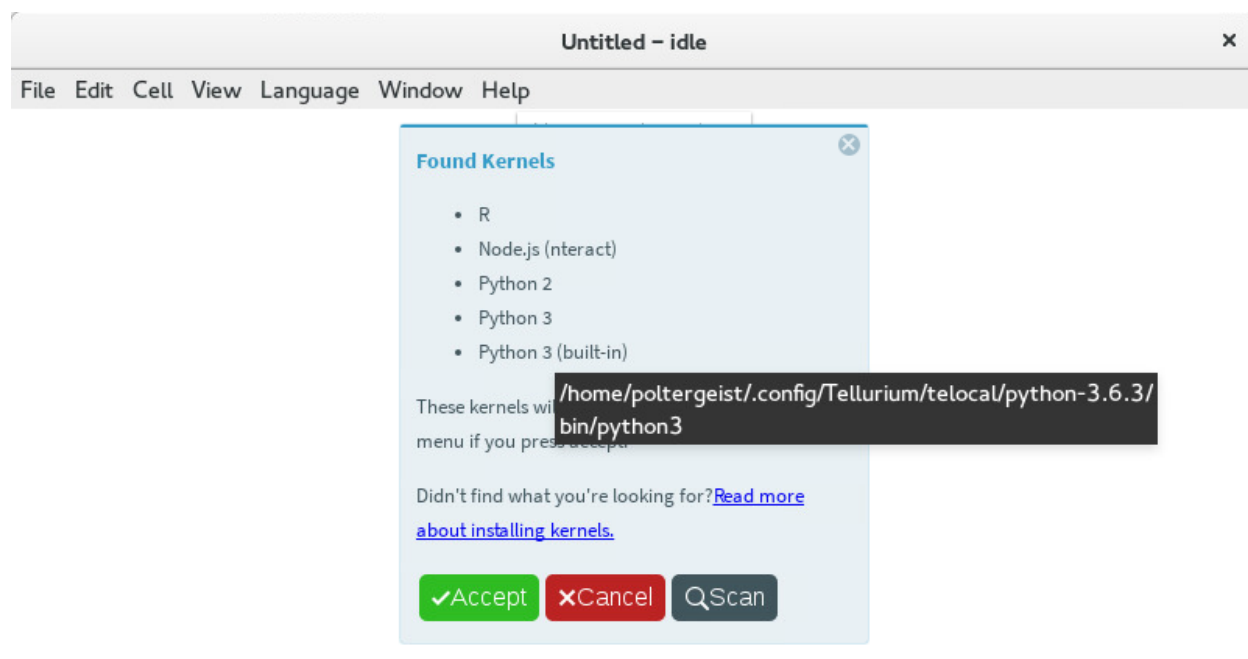 Untitled – idle
File Edit Cell View Language Window Help
Found Kernels
• R
• Node.js (nteract)
• Python 2
• Python 3
• Python 3 (built-in)
/home/poltergeist/.config/Tellurium/telocal/python-3.6.3/
bin/python3
These kernels
menu if you press accept.
Didn't find what you're looking for?Read more
about installing kernels.
Accept Cancel Scan